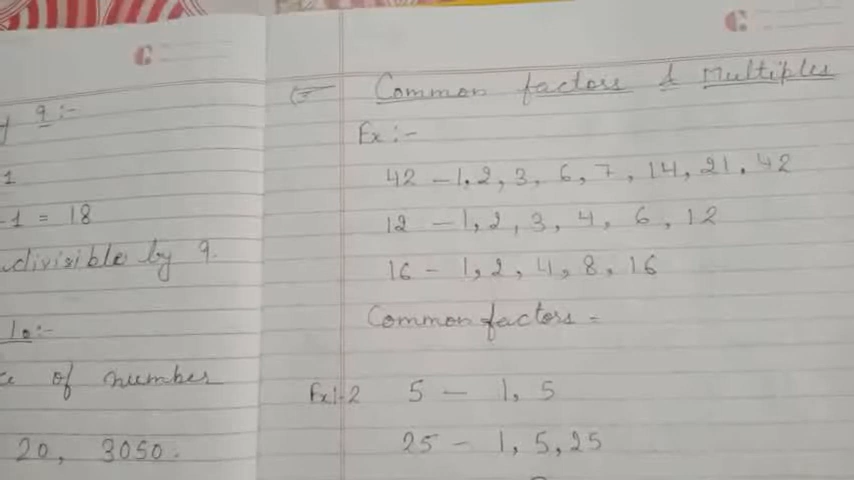 9:-
1
-1 = 18
divisible by 9.
10:-
of number
20, 3050.
Common factors & Multiples
Ex:-
42 - 1, 2, 3, 6, 7, 14, 21, 42
12 - 1, 2, 3, 4, 6, 12
16 - 1, 2, 4, 8, 16
Common factors =
Ex:-2 5 - 1, 5
25 - 1, 5, 25